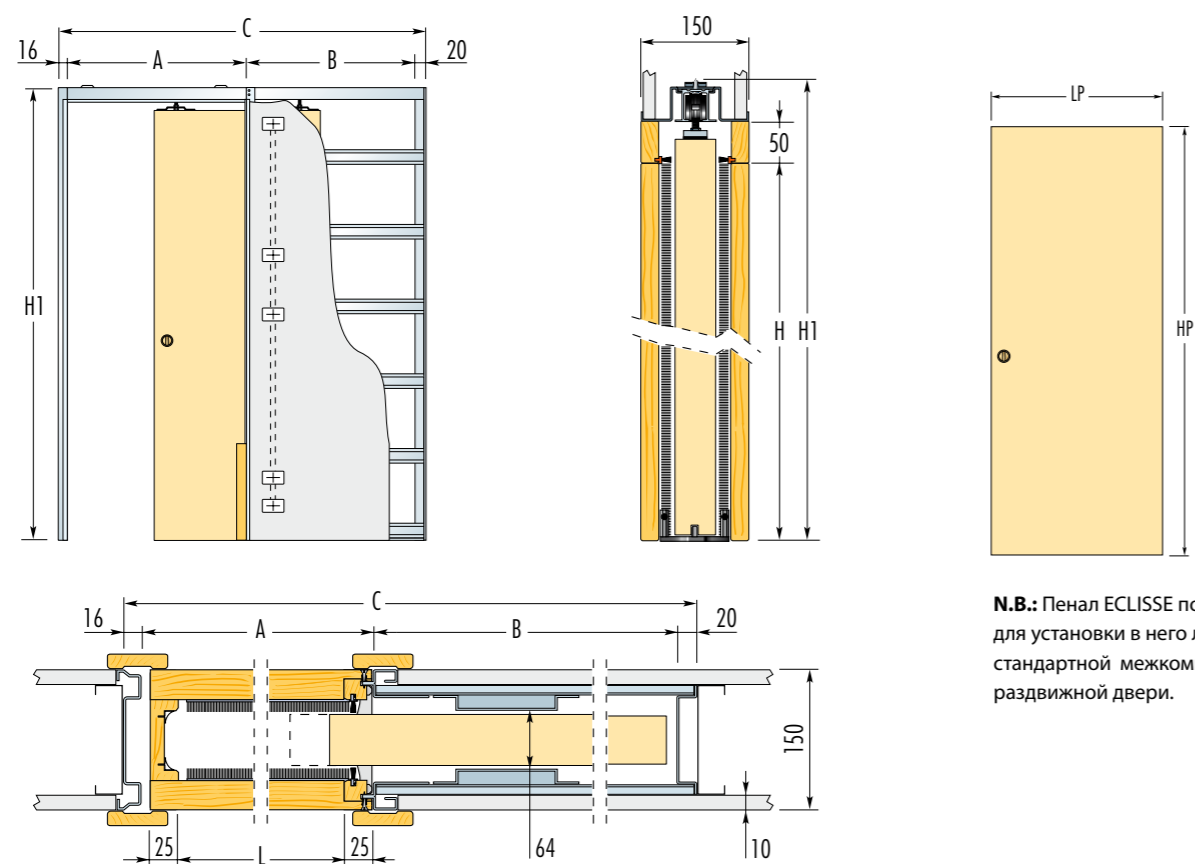 C
16
A
B
20
H1
150
50
H
H1
LP
HP
N.B.: Пенал ECLISSE по
для установки в него л
стандартной межком
раздвижной двери.
C
16
A
B
20
150
25
L
25
64
10